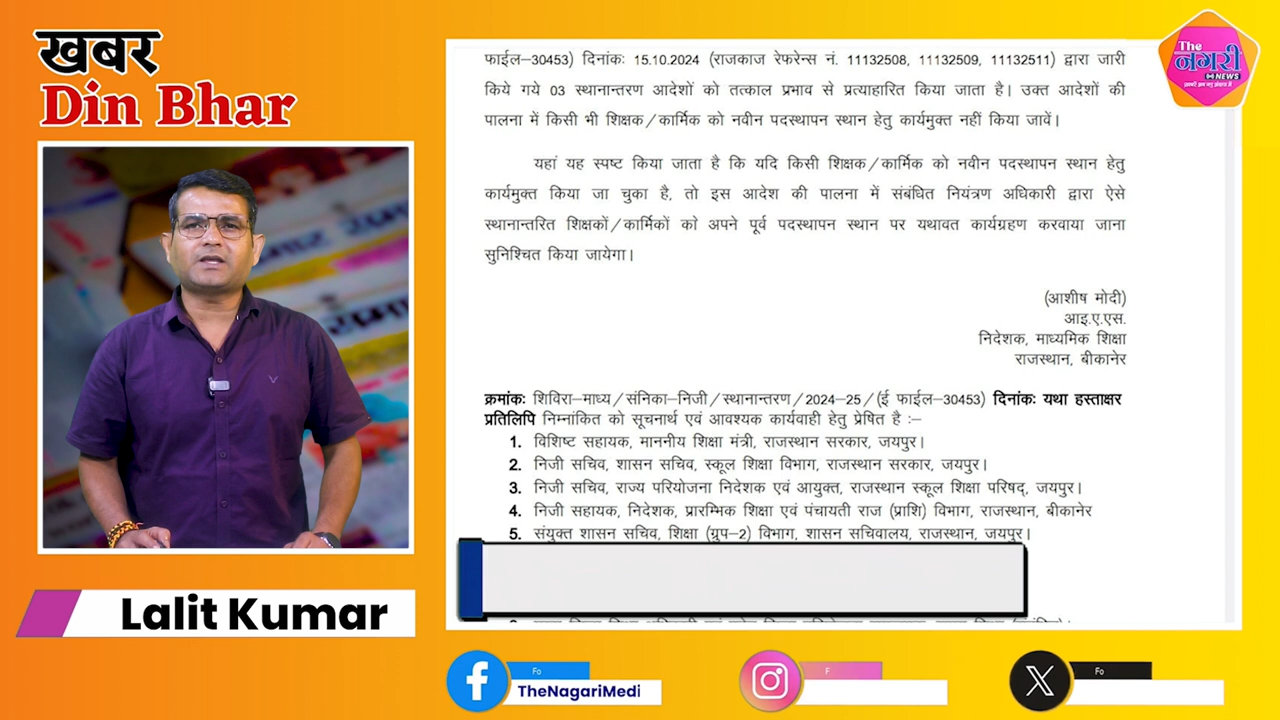 खबर
Din Bhar
The
नगरी
NEWS
फाईल–30453) दिनांकः 15.10.2024 (राजकाज रेफरेन्स नं. 11132508, 11132509, 11132511) द्वारा जारी
किये गये 03 स्थानान्तरण आदेशों को तत्काल प्रभाव से प्रत्याहारित किया जाता है। उक्त आदेशों की
पालना में किसी भी शिक्षक/कार्मिक को नवीन पदस्थापन स्थान हेतु कार्यमुक्त नहीं किया जावें।
यहां यह स्पष्ट किया जाता है कि यदि किसी शिक्षक/कार्मिक को नवीन पदस्थापन स्थान हेतु
कार्यमुक्त किया जा चुका है, तो इस आदेश की पालना में संबंधित नियंत्रण अधिकारी द्वारा ऐसे
स्थानान्तरित शिक्षकों/कार्मिकों को अपने पूर्व पदस्थापन स्थान पर यथावत कार्यग्रहण करवाया जाना
सुनिश्चित किया जायेगा।
(आशीष मोदी)
आइ.ए.एस.
निदेशक, माध्यमिक शिक्षा
राजस्थान, बीकानेर
क्रमांकः शिविरा–माध्य/संनिका–निजी/स्थानान्तरण/2024–25/(ई फाईल–30453) दिनांकः यथा हस्ताक्षर
प्रतिलिपि निम्नांकित को सूचनार्थ एवं आवश्यक कार्यवाही हेतु प्रेषित है :–
1. विशिष्ट सहायक, माननीय शिक्षा मंत्री, राजस्थान सरकार, जयपुर।
2. निजी सचिव, शासन सचिव, स्कूल शिक्षा विभाग, राजस्थान सरकार, जयपुर।
3. निजी सचिव, राज्य परियोजना निदेशक एवं आयुक्त, राजस्थान स्कूल शिक्षा परिषद्, जयपुर।
4. निजी सहायक, निदेशक, प्रारम्भिक शिक्षा एवं पंचायती राज (प्राशि) विभाग, राजस्थान, बीकानेर
5. संयुक्त शासन सचिव, शिक्षा (ग्रुप–2) विभाग, शासन सचिवालय, राजस्थान, जयपुर।
Lalit Kumar
Fo
TheNagariMedi
F
Fo